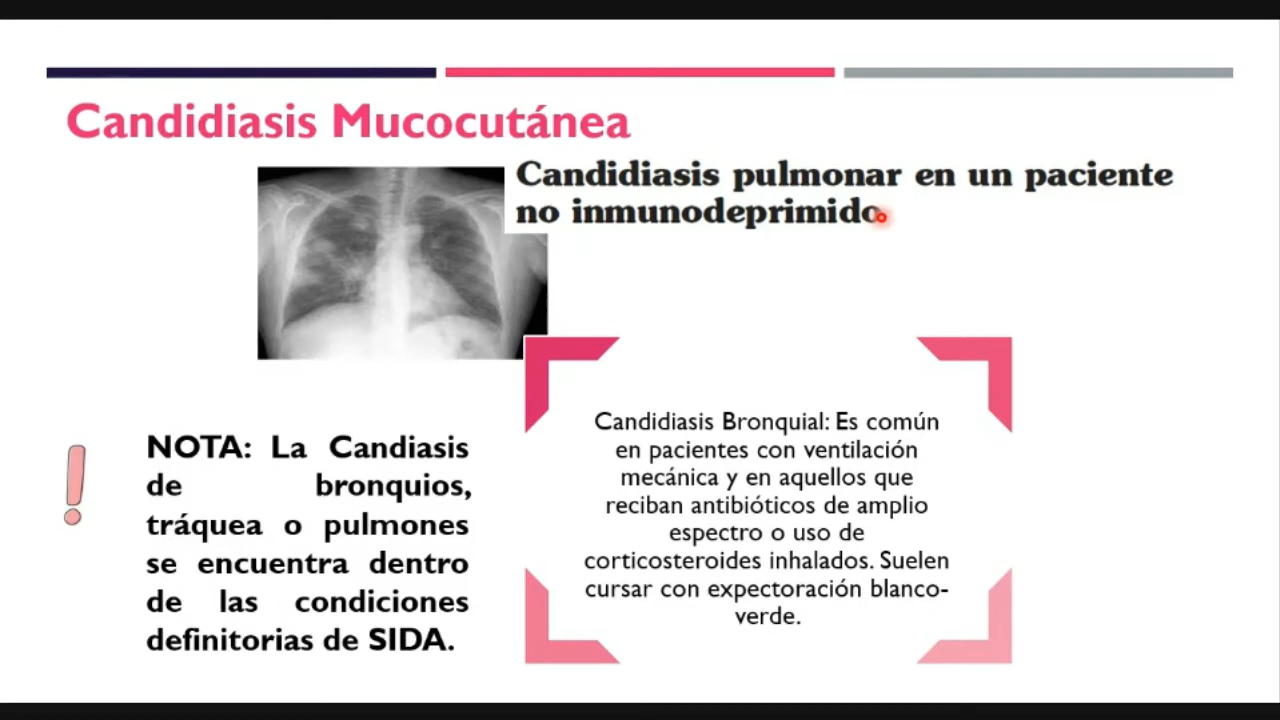 Candidiasis Mucocutánea
Candidiasis pulmonar en un paciente
no inmunodeprimido
NOTA: La Candiasis
de bronquios,
tráquea o pulmones
se encuentra dentro
de las condiciones
definitorias de SIDA.
Candidiasis Bronquial: Es común
en pacientes con ventilación
mecánica y en aquellos que
reciban antibióticos de amplio
espectro o uso de
corticosteroides inhalados. Suelen
cursar con expectoración blanco-
verde.